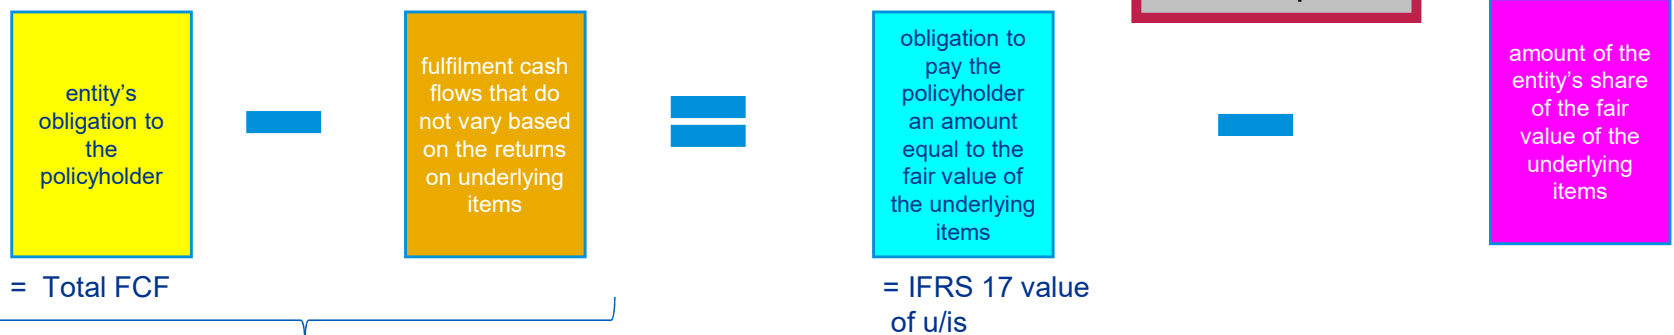 entity's
obligation to
the
policyholder
fulfilment cash
flows that do
not vary based
on the returns
on underlying
items
obligation to
pay the
policyholder
an amount
equal to the
fair value of
the underlying
items
amount of the
entity's share
of the fair
value of the
underlying
items
= Total FCF
= IFRS 17 value
of u/is